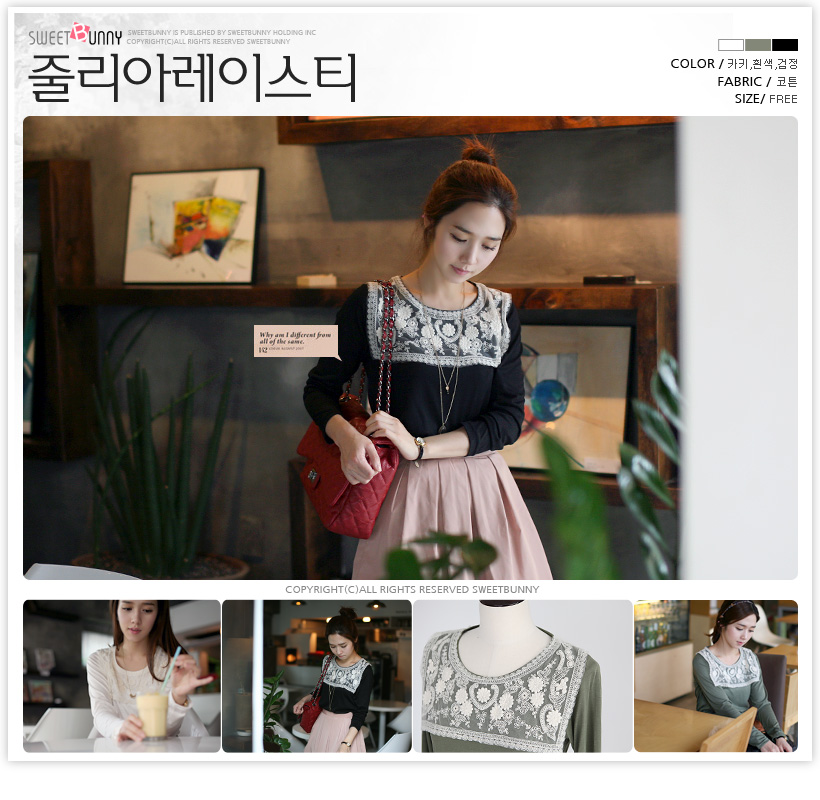 SWEETBUNNY
SWEETBUNNY IS PUBLISHED BY SWEETBUNNY HOLDING INC
COPYRIGHT(C)ALL RIGHTS RESERVED SWEETBUNNY
줄리아레이스티
COLOR / 카키,흰색,검정
FABRIC / 코튼
SIZE/ FREE
Why am I different from
all of the same.
COPYRIGHT(C)ALL RIGHTS RESERVED SWEETBUNNY